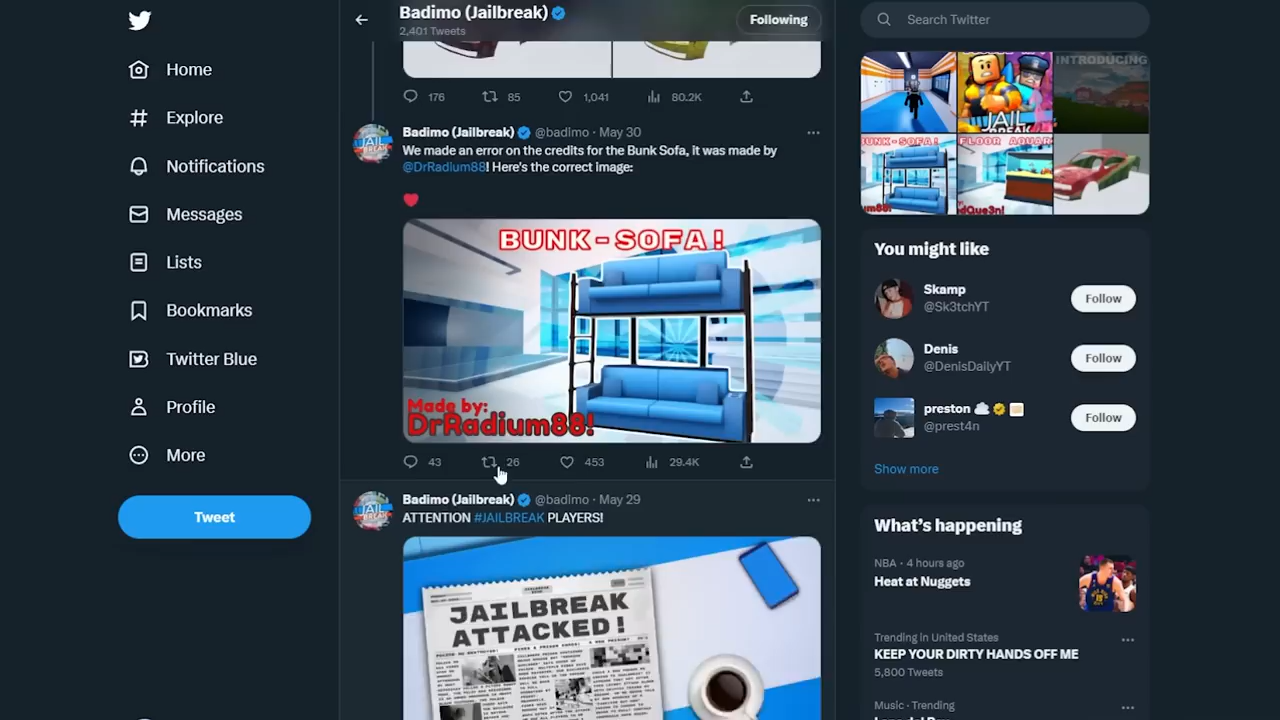 Home
Explore
Notifications
Messages
Lists
Bookmarks
Twitter Blue
Profile
More
Tweet
Badimo (Jailbreak)
2,401 Tweets
Following
176 85 1,041 80.2K
Badimo (Jailbreak) @badimo · May 30
We made an error on the credits for the Bunk Sofa, it was made by
@DrRadium88! Here's the correct image:
BUNK-SOFA!
Made by:
DrRadium88!
43 26 453 29.4K
Badimo (Jailbreak) @badimo · May 29
ATTENTION #JAILBREAK PLAYERS!
JAILBREAK
ATTACKED!
Search Twitter
JAIL
INTRODUCING
BUNK-SOFA!
You might like
Skamp
@Sk3tchYT
Follow
Denis
@DenisDailyYT
Follow
preston
@prest4n
Follow
Show more
What's happening
NBA · 4 hours ago
Heat at Nuggets
Trending in United States
KEEP YOUR DIRTY HANDS OFF ME
5,800 Tweets
Music · Trending